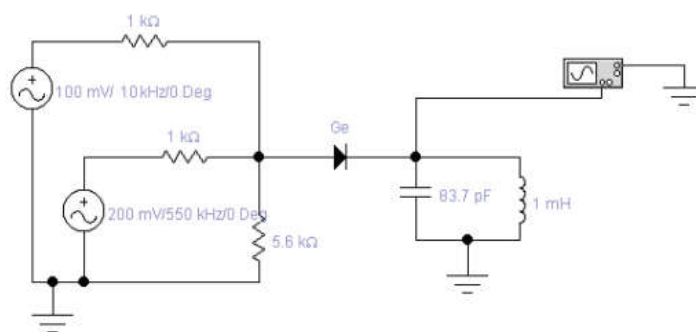 1 kΩ
100 mV/ 10kHz/0 Deg
1 kΩ
Ge
200 mV/550 kHz/0 Deg
83.7 pF
1 mH
5.6 kΩ